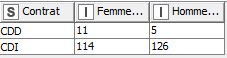 S Contrat I Femme... I Homme...
CDD 11 5
CDI 114 126